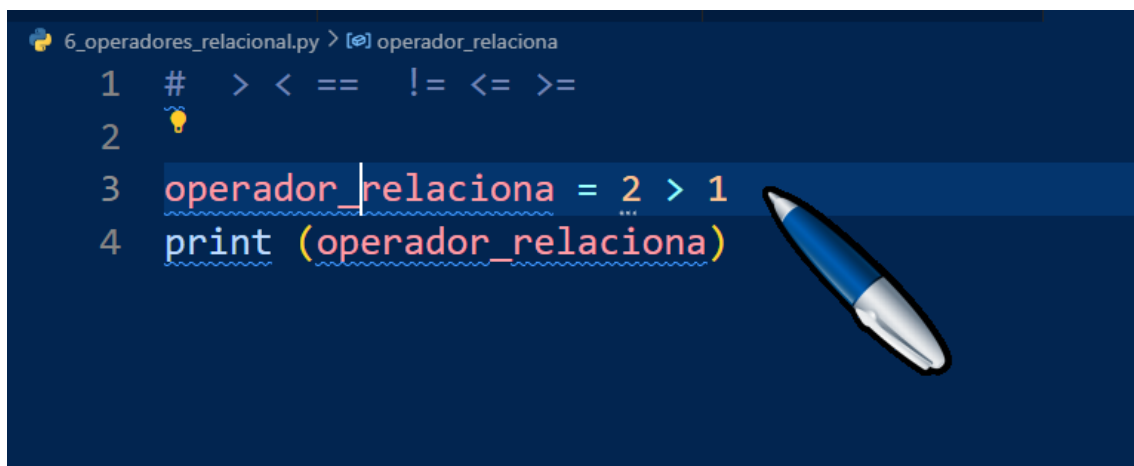 6_operadores_relacional.py > operador_relaciona
1 # > < == != <= >=
2
3 operador_relaciona = 2 > 1
4 print (operador_relaciona)